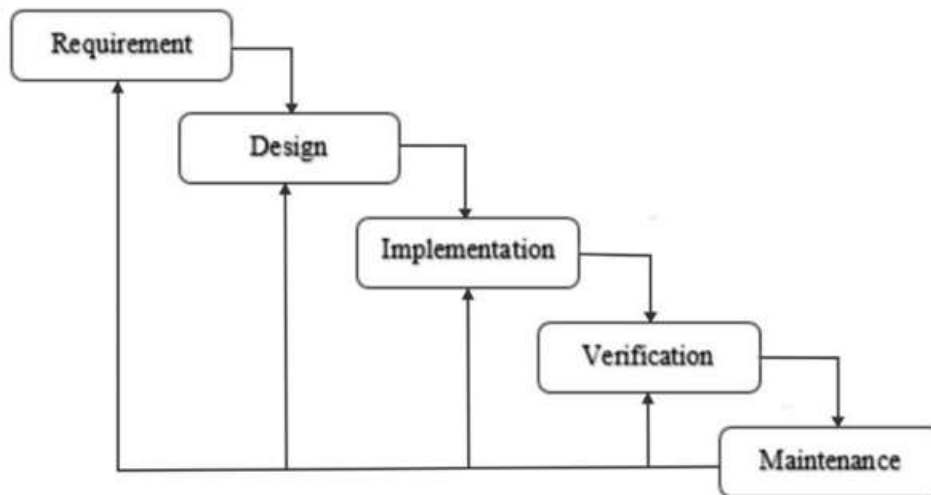 Requirement
Design
Implementation
Verification
Maintenance